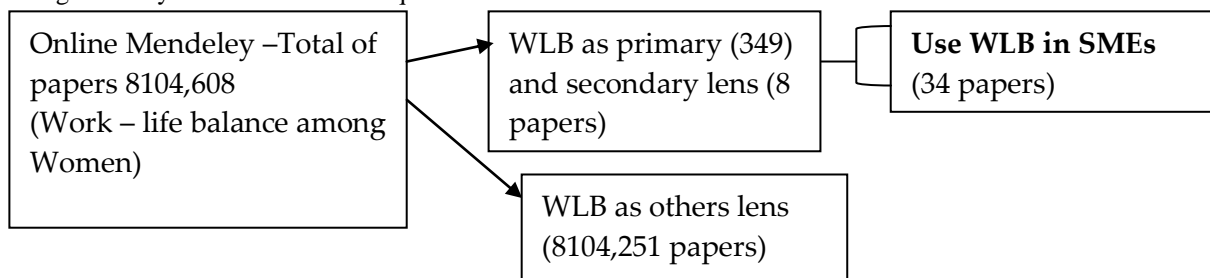 Online Mendeley –Total of
papers 8104,608
(Work – life balance among
Women)
WLB as primary (349)
and secondary lens (8
papers)
Use WLB in SMEs
(34 papers)
WLB as others lens
(8104,251 papers)